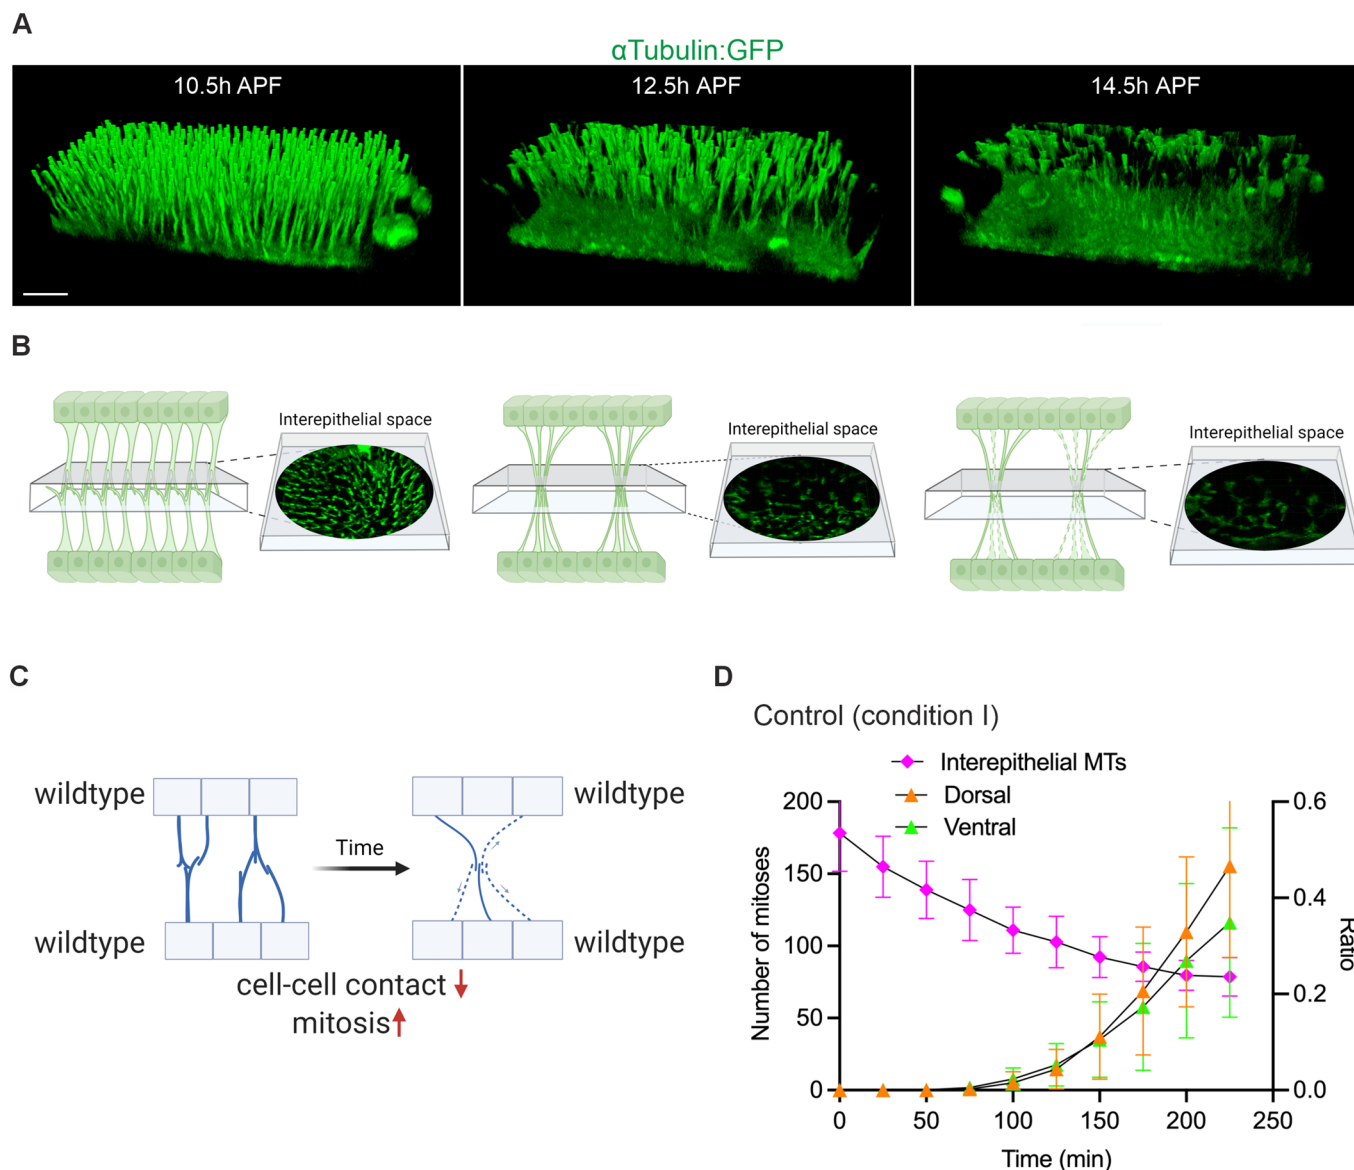 A
αTubulin:GFP
10.5h APF
12.5h APF
14.5h APF
B
Interepithelial space
Interepithelial space
Interepithelial space
C
wildtype
wildtype
Time
wildtype
wildtype
cell-cell contact
mitosis
D
Control (condition I)
Interepithelial MTs
Dorsal
Ventral
Number of mitoses
200
150
100
50
0
0.6
0.4
0.2
0.0
Ratio
0 50 100 150 200 250
Time (min)